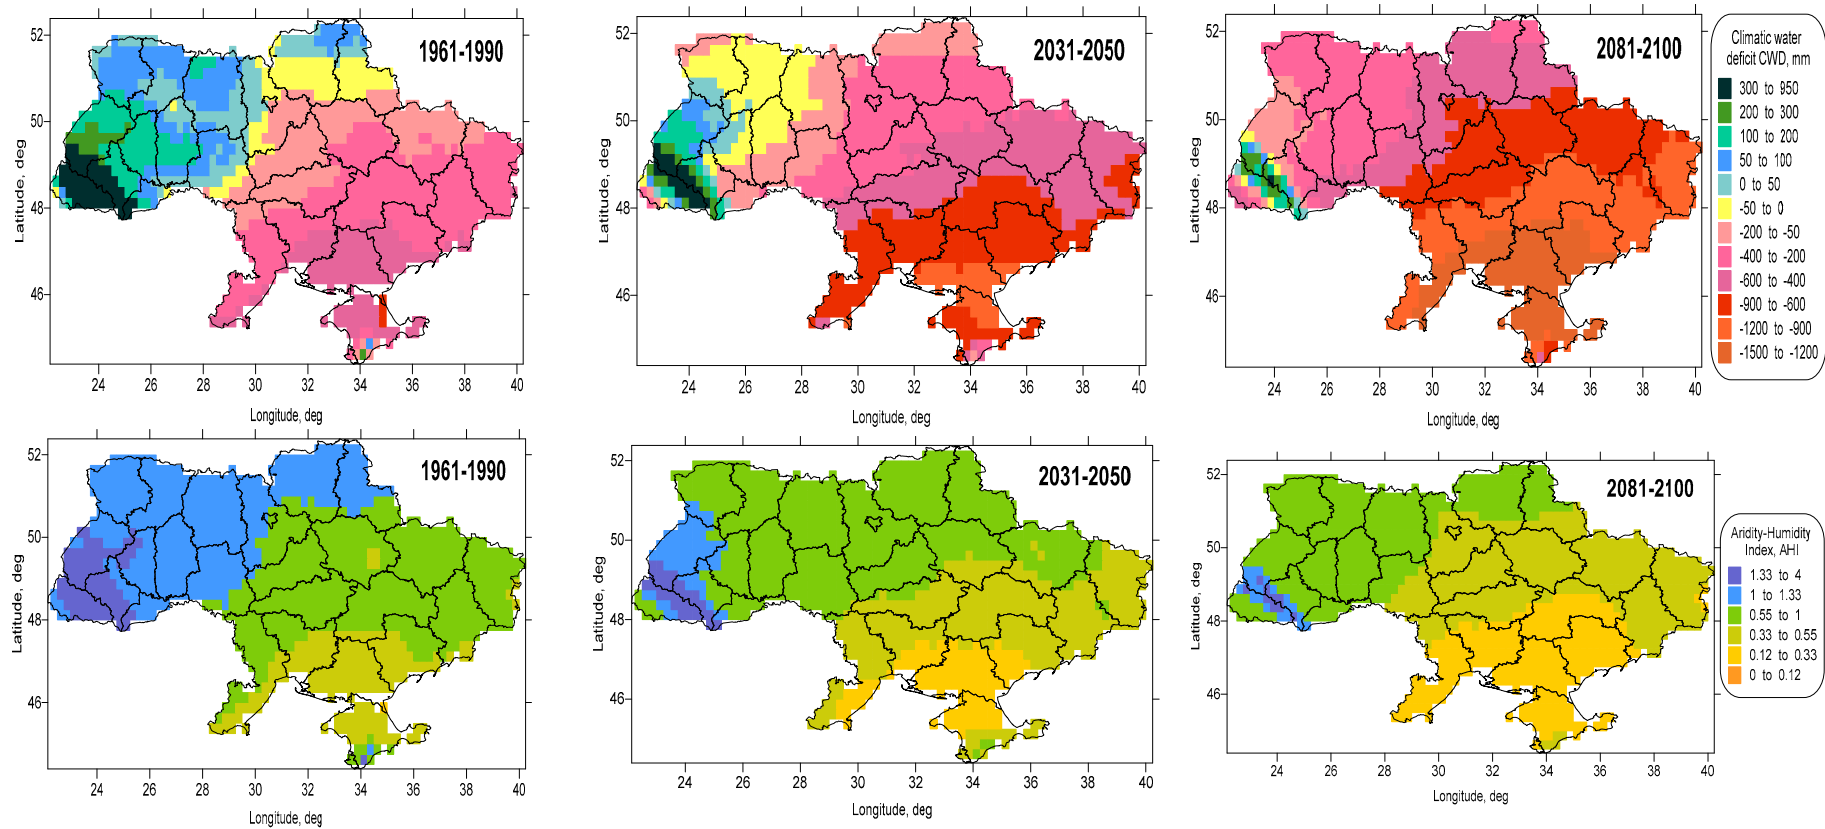 1961-1990
52
50
48
46
Latitude, deg
24 26 28 30 32 34 36 38 40
Longitude, deg
2031-2050
52
50
48
46
Latitude, deg
24 26 28 30 32 34 36 38 40
Longitude, deg
2081-2100
52
50
48
46
Latitude, deg
24 26 28 30 32 34 36 38 40
Longitude, deg
Climatic water
deficit CWD, mm
300 to 950
200 to 300
100 to 200
50 to 100
0 to 50
-50 to 0
-200 to -50
-400 to -200
-600 to -400
-900 to -600
-1200 to -900
-1500 to -1200
1961-1990
52
50
48
46
Latitude, deg
24 26 28 30 32 34 36 38 40
Longitude, deg
2031-2050
52
50
48
46
Latitude, deg
24 26 28 30 32 34 36 38 40
Longitude, deg
2081-2100
52
50
48
46
Latitude, deg
24 26 28 30 32 34 36 38 40
Longitude, deg
Aridity-Humidity
Index, AHI
1.33 to 4
1 to 1.33
0.55 to 1
0.33 to 0.55
0.12 to 0.33
0 to 0.12